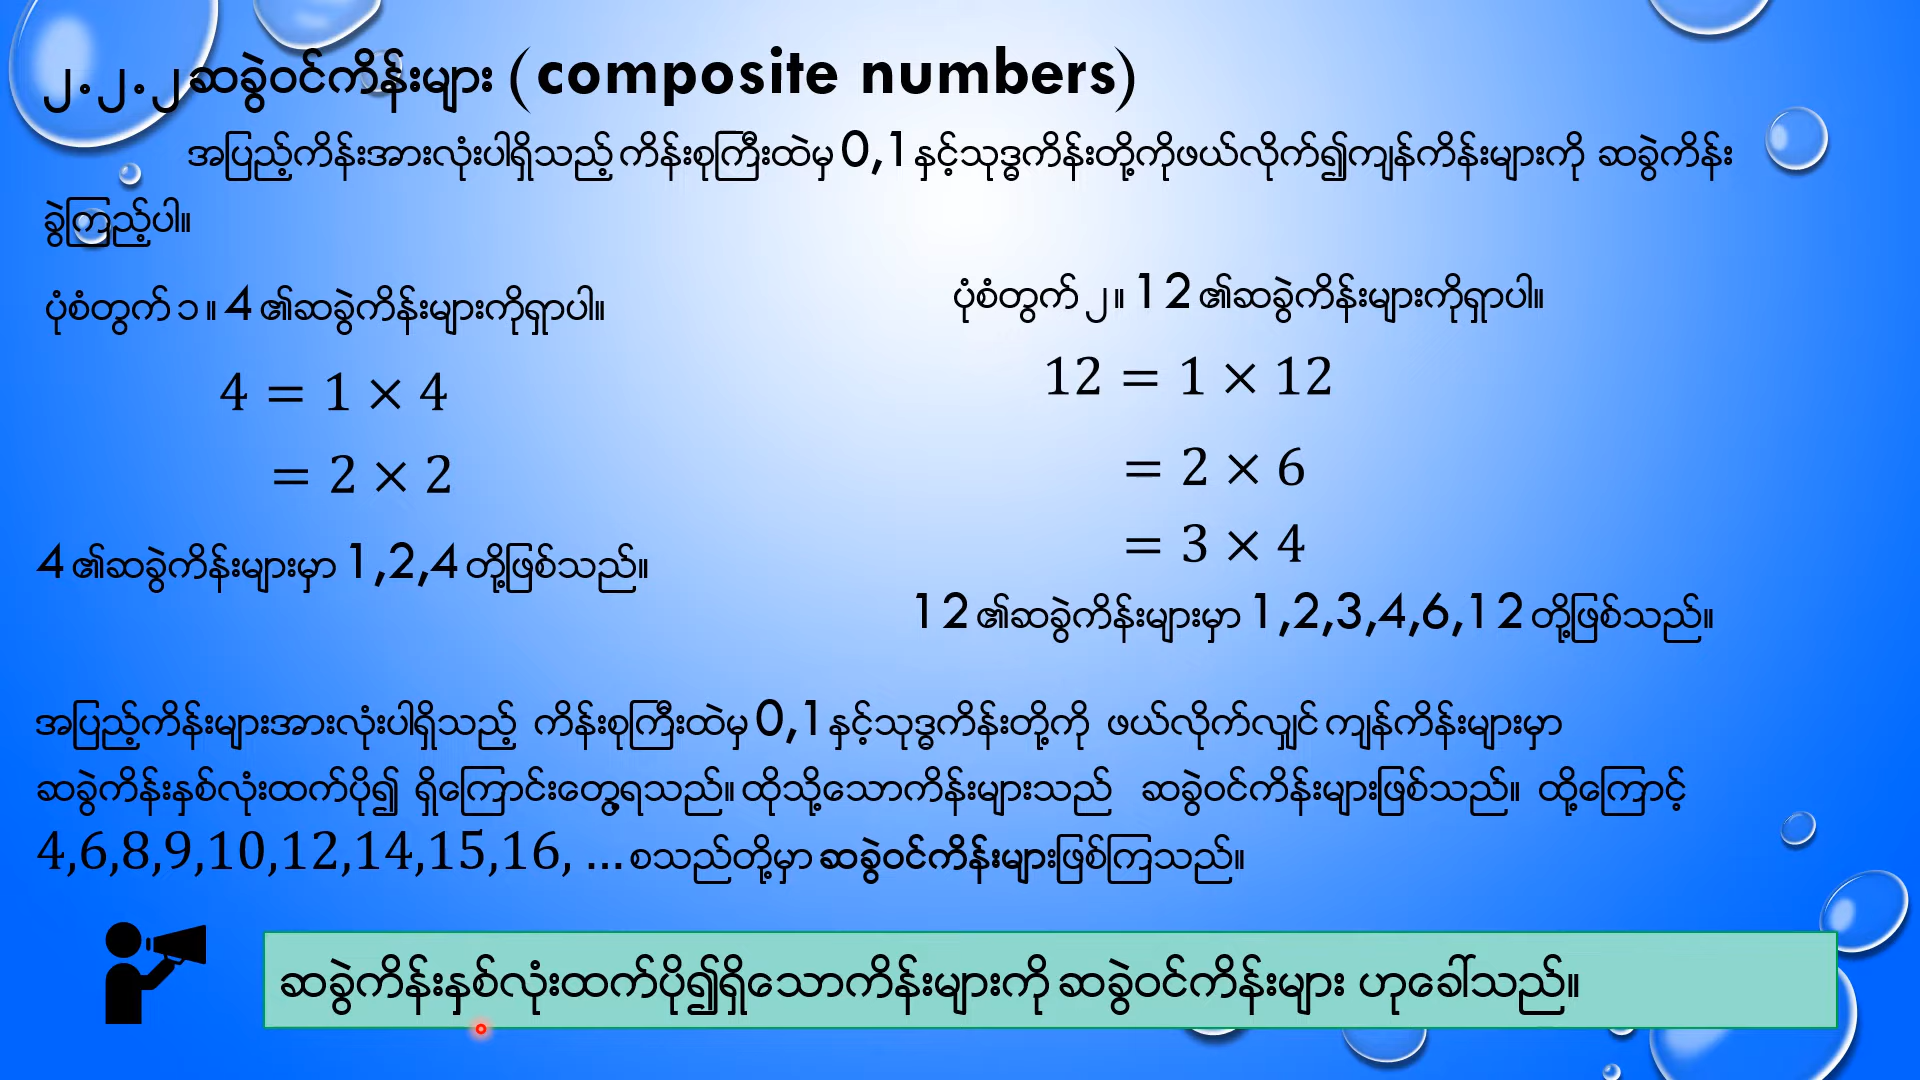 ၂.၂.၂ ဆခွဲဝင်ကိန်းများ (composite numbers)
အပြည့်ကိန်းအားလုံးပါရှိသည့် ကိန်းစုကြီးထဲမှ 0,1 နှင့်သုဒ္ဓကိန်းတို့ကိုဖယ်လိုက်၍ကျန်ကိန်းများကို ဆခွဲကိန်း
ခွဲကြည့်ပါ။
ပုံစံတွက် ၁ ။ 4 ၏ဆခွဲကိန်းများကိုရှာပါ။
4 = 1 × 4
= 2 × 2
4 ၏ဆခွဲကိန်းများမှာ 1,2,4 တို့ဖြစ်သည်။
ပုံစံတွက် ၂ ။ 12 ၏ဆခွဲကိန်းများကိုရှာပါ။
12 = 1 × 12
= 2 × 6
= 3 × 4
12 ၏ဆခွဲကိန်းများမှာ 1,2,3,4,6,12 တို့ဖြစ်သည်။
အပြည့်ကိန်းများအားလုံးပါရှိသည့် ကိန်းစုကြီးထဲမှ 0,1 နှင့်သုဒ္ဓကိန်းတို့ကို ဖယ်လိုက်လျှင် ကျန်ကိန်းများမှာ
ဆခွဲကိန်းနှစ်လုံးထက်ပို၍ ရှိကြောင်းတွေ့ရသည်။ ထိုသို့သောကိန်းများသည် ဆခွဲဝင်ကိန်းများဖြစ်သည်။ ထို့ကြောင့်
4,6,8,9,10,12,14,15,16, ... စသည်တို့မှာ ဆခွဲဝင်ကိန်းများဖြစ်ကြသည်။
ဆခွဲကိန်းနှစ်လုံးထက်ပို၍ရှိသောကိန်းများကို ဆခွဲဝင်ကိန်းများ ဟုခေါ်သည်။